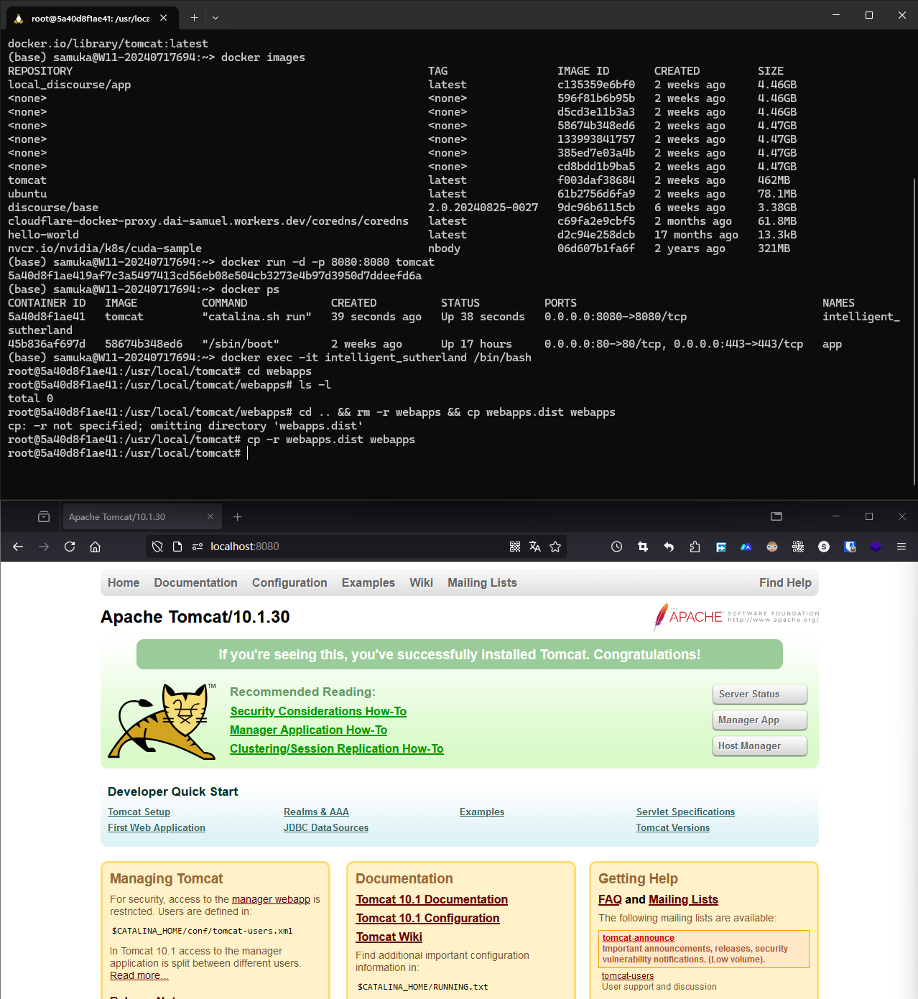 root@5a40d8f1ae41: /usr/loca
docker.io/library/tomcat:latest
(base) samuka@W11-20240717694:~> docker images
REPOSITORY TAG IMAGE ID CREATED SIZE
local_discourse/app latest c135359e6bf0 2 weeks ago 4.46GB
<none> <none> 596f81b6b95b 2 weeks ago 4.46GB
<none> <none> d5cd3e11b3a3 2 weeks ago 4.46GB
<none> <none> 58674b348ed6 2 weeks ago 4.47GB
<none> <none> 133993841757 2 weeks ago 4.47GB
<none> <none> 385ed7e03a4b 2 weeks ago 4.47GB
<none> <none> cd8bdd1b9ba5 2 weeks ago 4.47GB
tomcat latest f003daf38684 2 weeks ago 462MB
ubuntu latest 61b2756d6fa9 2 weeks ago 78.1MB
discourse/base 2.0.20240825-0027 9dc96b6115cb 6 weeks ago 3.38GB
cloudflare-docker-proxy.dai-samuel.workers.dev/coredns/coredns latest c69fa2e9cbf5 2 months ago 61.8MB
hello-world latest d2c94e258dcb 17 months ago 13.3kB
nvcr.io/nvidia/k8s/cuda-sample nbody 06d607b1fa6f 2 years ago 321MB
(base) samuka@W11-20240717694:~> docker run -d -p 8080:8080 tomcat
5a40d8f1ae419af7c3a5497413cd56eb08e504cb3273e4b97d3950d7ddeefd6a
(base) samuka@W11-20240717694:~> docker ps
CONTAINER ID IMAGE COMMAND CREATED STATUS PORTS NAMES
5a40d8f1ae41 tomcat "catalina.sh run" 39 seconds ago Up 38 seconds 0.0.0.0:8080->8080/tcp intelligent_
sutherland
45b836af697d 58674b348ed6 "/sbin/boot" 2 weeks ago Up 17 hours 0.0.0.0:80->80/tcp, 0.0.0.0:443->443/tcp app
(base) samuka@W11-20240717694:~> docker exec -it intelligent_sutherland /bin/bash
root@5a40d8f1ae41:/usr/local/tomcat# cd webapps
root@5a40d8f1ae41:/usr/local/tomcat/webapps# ls -l
total 0
root@5a40d8f1ae41:/usr/local/tomcat/webapps# cd .. && rm -r webapps && cp webapps.dist webapps
cp: -r not specified; omitting directory 'webapps.dist'
root@5a40d8f1ae41:/usr/local/tomcat# cp -r webapps.dist webapps
root@5a40d8f1ae41:/usr/local/tomcat#
Apache Tomcat/10.1.30
localhost:8080
Home Documentation Configuration Examples Wiki Mailing Lists Find Help
Apache Tomcat/10.1.30
THE APACHE SOFTWARE FOUNDATION
http://www.apache.org/
If you're seeing this, you've successfully installed Tomcat. Congratulations!
TM
Recommended Reading:
Security Considerations How-To
Manager Application How-To
Clustering/Session Replication How-To
Server Status
Manager App
Host Manager
Developer Quick Start
Tomcat Setup
First Web Application
Realms & AAA
JDBC DataSources
Examples
Servlet Specifications
Tomcat Versions
Managing Tomcat
For security, access to the manager webapp is
restricted. Users are defined in:
$CATALINA_HOME/conf/tomcat-users.xml
In Tomcat 10.1 access to the manager
application is split between different users.
Read more...
Documentation
Tomcat 10.1 Documentation
Tomcat 10.1 Configuration
Tomcat Wiki
Find additional important configuration
information in:
$CATALINA_HOME/RUNNING.txt
Getting Help
FAQ and Mailing Lists
The following mailing lists are available:
tomcat-announce
Important announcements, releases, security
vulnerability notifications. (Low volume).
tomcat-users
User support and discussion